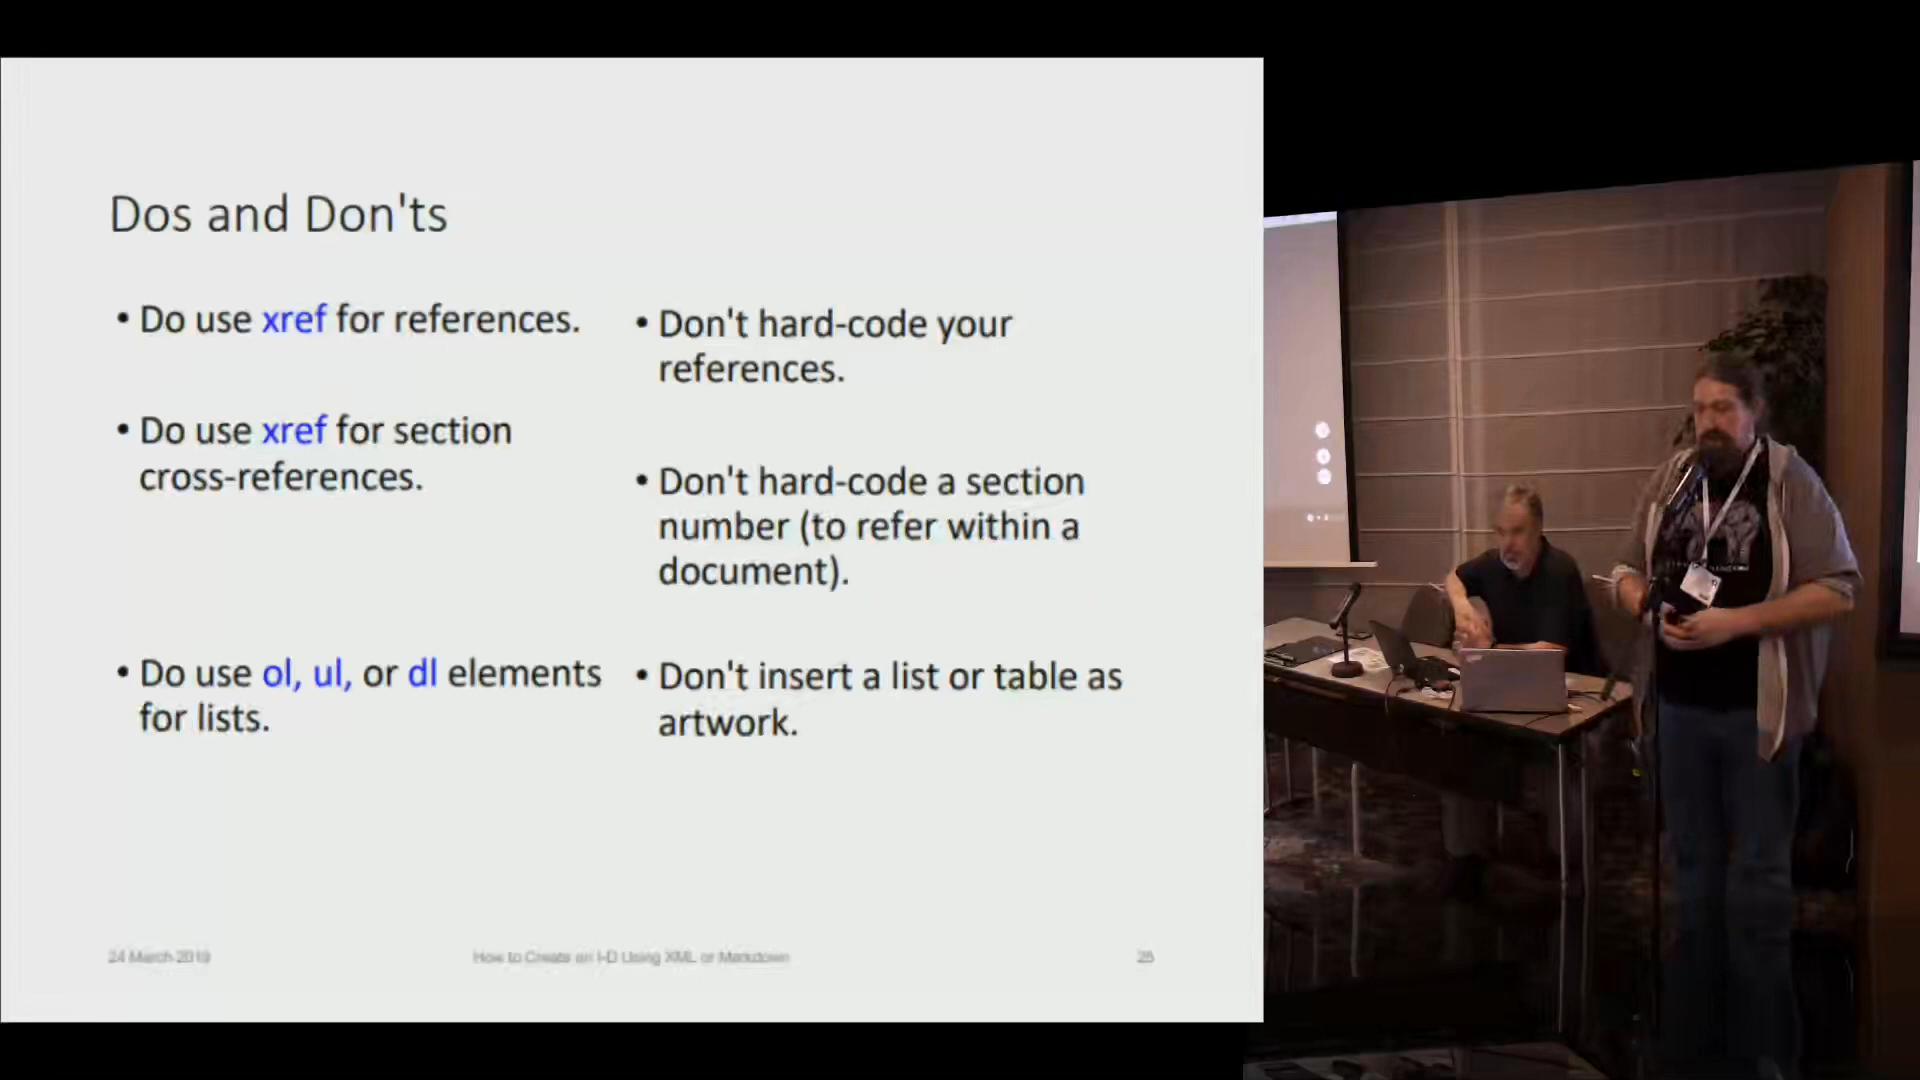 Dos and Don'ts
• Do use xref for references.
• Do use xref for section
cross-references.
• Do use ol, ul, or dl elements
for lists.
• Don't hard-code your
references.
• Don't hard-code a section
number (to refer within a
document).
• Don't insert a list or table as
artwork.
24 March 2019
How to Create an I-D Using XML or Markdown